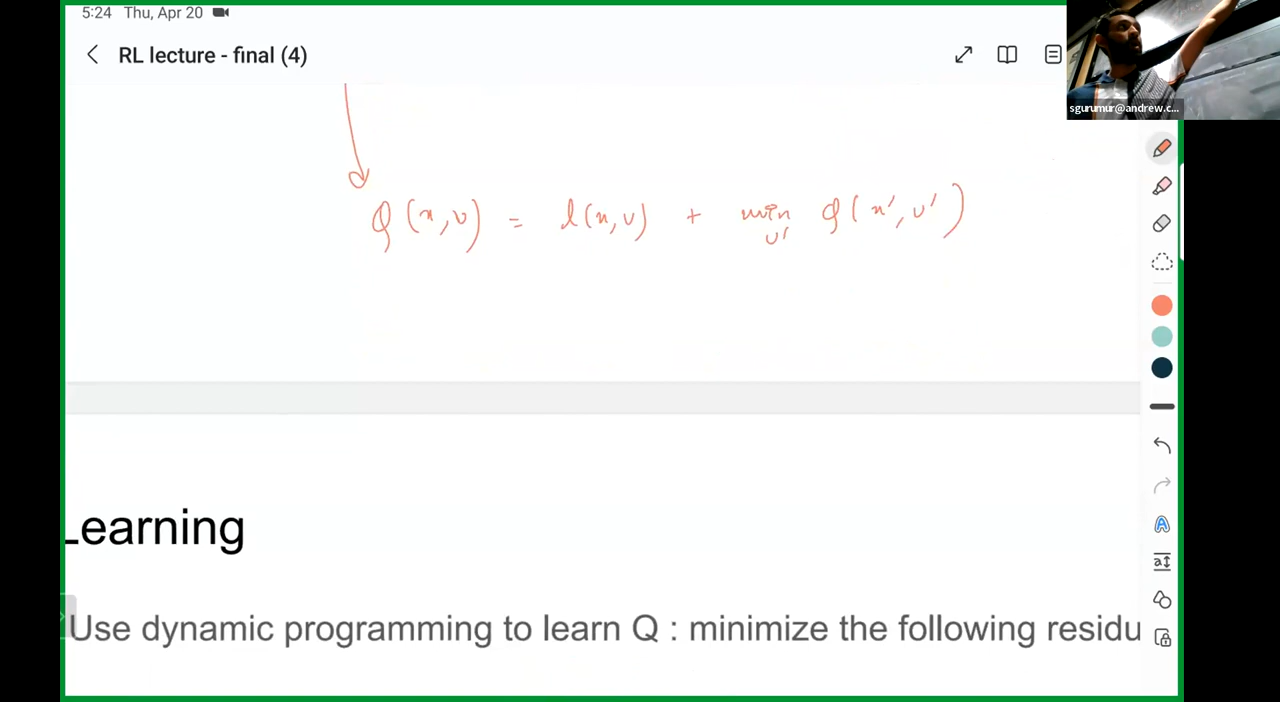 5:24 Thu, Apr 20
RL lecture - final (4)
sgurumur@andrew.c...
Q(x,u) = l(x,u) + min Q(x',u'))
u'
Learning
Use dynamic programming to learn Q : minimize the following residu